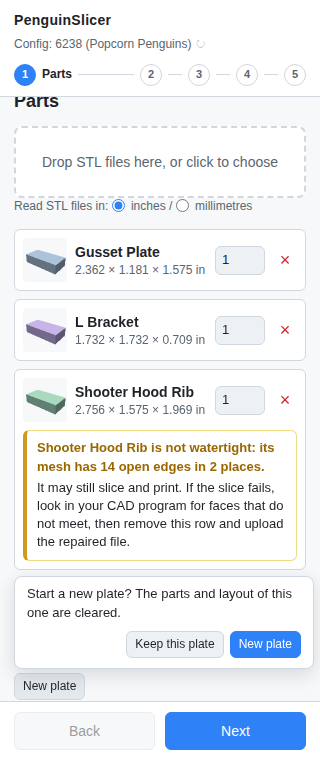 PenguinSlicer
Config: 6238 (Popcorn Penguins)
1 Parts 2 3 4 5
Parts
Drop STL files here, or click to choose
Read STL files in: inches / millimetres
Gusset Plate
2.362 × 1.181 × 1.575 in
1 ×
L Bracket
1.732 × 1.732 × 0.709 in
1 ×
Shooter Hood Rib
2.756 × 1.575 × 1.969 in
1 ×
Shooter Hood Rib is not watertight: its
mesh has 14 open edges in 2 places.
It may still slice and print. If the slice fails,
look in your CAD program for faces that do
not meet, then remove this row and upload
the repaired file.
Start a new plate? The parts and layout of this
one are cleared.
Keep this plate New plate
New plate
Back Next